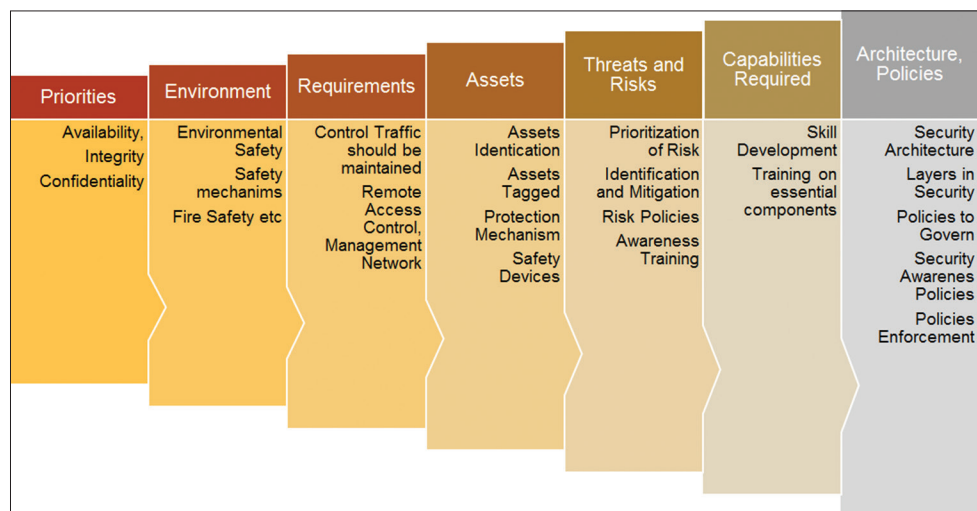 Priorities
Availability,
Integrity
Confidentiality
Environment
Environmental
Safety
Safety
mechanims
Fire Safety etc
Requirements
Control Traffic
should be
maintained
Remote
Access
Control,
Management
Network
Assets
Assets
Identication
Assets
Tagged
Protection
Mechanism
Safety
Devices
Threats and
Risks
Prioritization
of Risk
Identification
and Mitigation
Risk Policies
Awareness
Training
Capabilities
Required
Skill
Development
Training on
essential
components
Architecture,
Policies
Security
Architecture
Layers in
Security
Policies to
Govern
Security
Awarenes
Policies
Policies
Enforcement